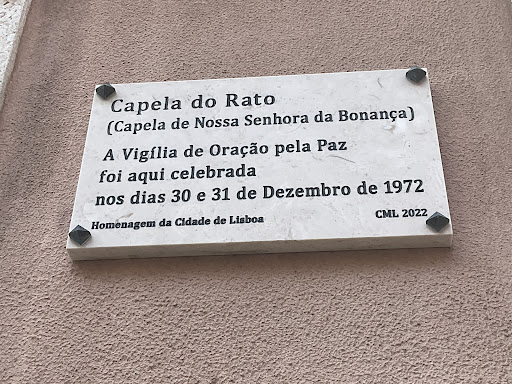 Capela do Rato
(Capela de Nossa Senhora da Bonança)
A Vigília de Oração pela Paz
foi aqui celebrada
nos dias 30 e 31 de Dezembro de 1972
Homenagem da Cidade de Lisboa CML 2022